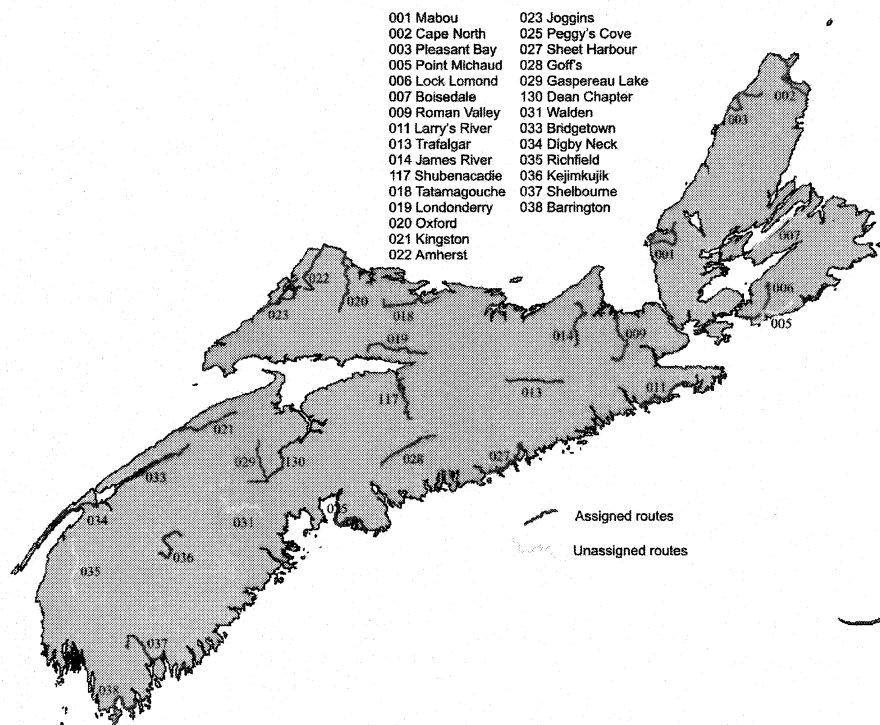 001 Mabou
002 Cape North
003 Pleasant Bay
005 Point Michaud
006 Lock Lomond
007 Boisedale
009 Roman Valley
011 Larry's River
013 Trafalgar
014 James River
117 Shubenacadie
018 Tatamagouche
019 Londonderry
020 Oxford
021 Kingston
022 Amherst
023 Joggins
025 Peggy's Cove
027 Sheet Harbour
028 Goff's
029 Gaspereau Lake
130 Dean Chapter
031 Walden
033 Bridgetown
034 Digby Neck
035 Richfield
036 Kejimkujik
037 Shelbourne
038 Barrington
002
003
007
001
006
005
022
020
018
023
014
009
019
117
013
011
021
029
130
028
027
033
025
034
031
036
035
037
038
Assigned routes
Unassigned routes